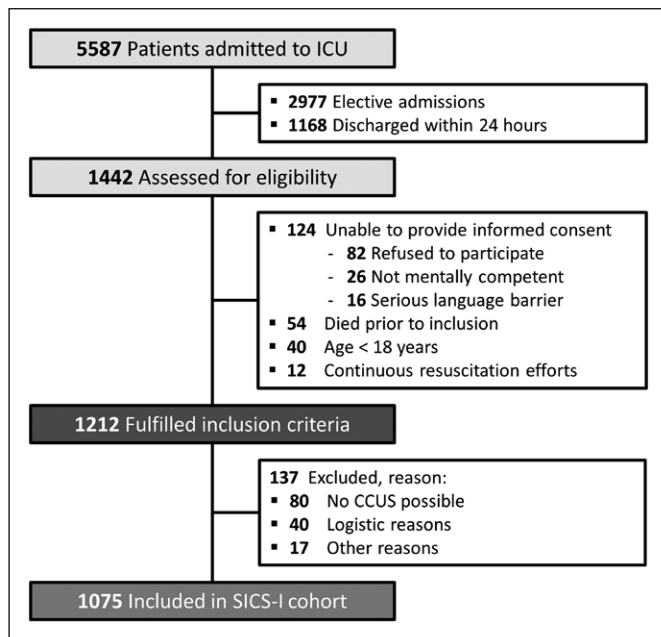 5587 Patients admitted to ICU
▪ 2977 Elective admissions
▪ 1168 Discharged within 24 hours
1442 Assessed for eligibility
▪ 124 Unable to provide informed consent
- 82 Refused to participate
- 26 Not mentally competent
- 16 Serious language barrier
▪ 54 Died prior to inclusion
▪ 40 Age < 18 years
▪ 12 Continuous resuscitation efforts
1212 Fulfilled inclusion criteria
137 Excluded, reason:
▪ 80 No CCUS possible
▪ 40 Logistic reasons
▪ 17 Other reasons
1075 Included in SICS-I cohort